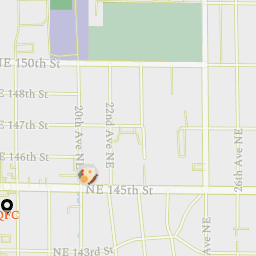 NE 150th St
E 148th St
20th Ave NE
22nd Ave NE
NE 147th St
26th Ave NE
E 146th St
NE 145th St
QFC
Ave NE
NE 143rd St